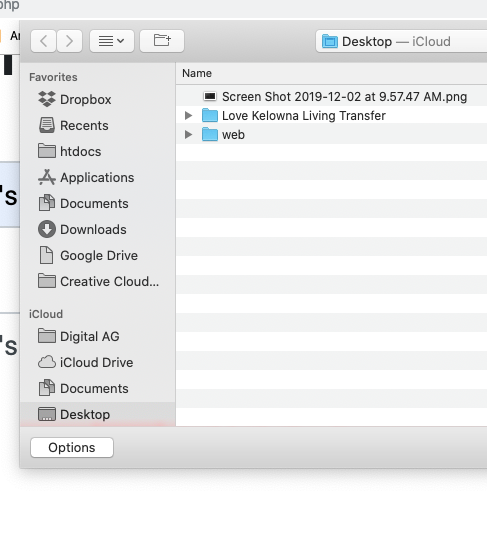 php
Ar
Desktop — iCloud
Favorites
Dropbox
Recents
htdocs
Applications
Documents
Downloads
Google Drive
Creative Cloud...
iCloud
Digital AG
iCloud Drive
Documents
Desktop
Name
Screen Shot 2019-12-02 at 9.57.47 AM.png
Love Kelowna Living Transfer
web
's
's
Options